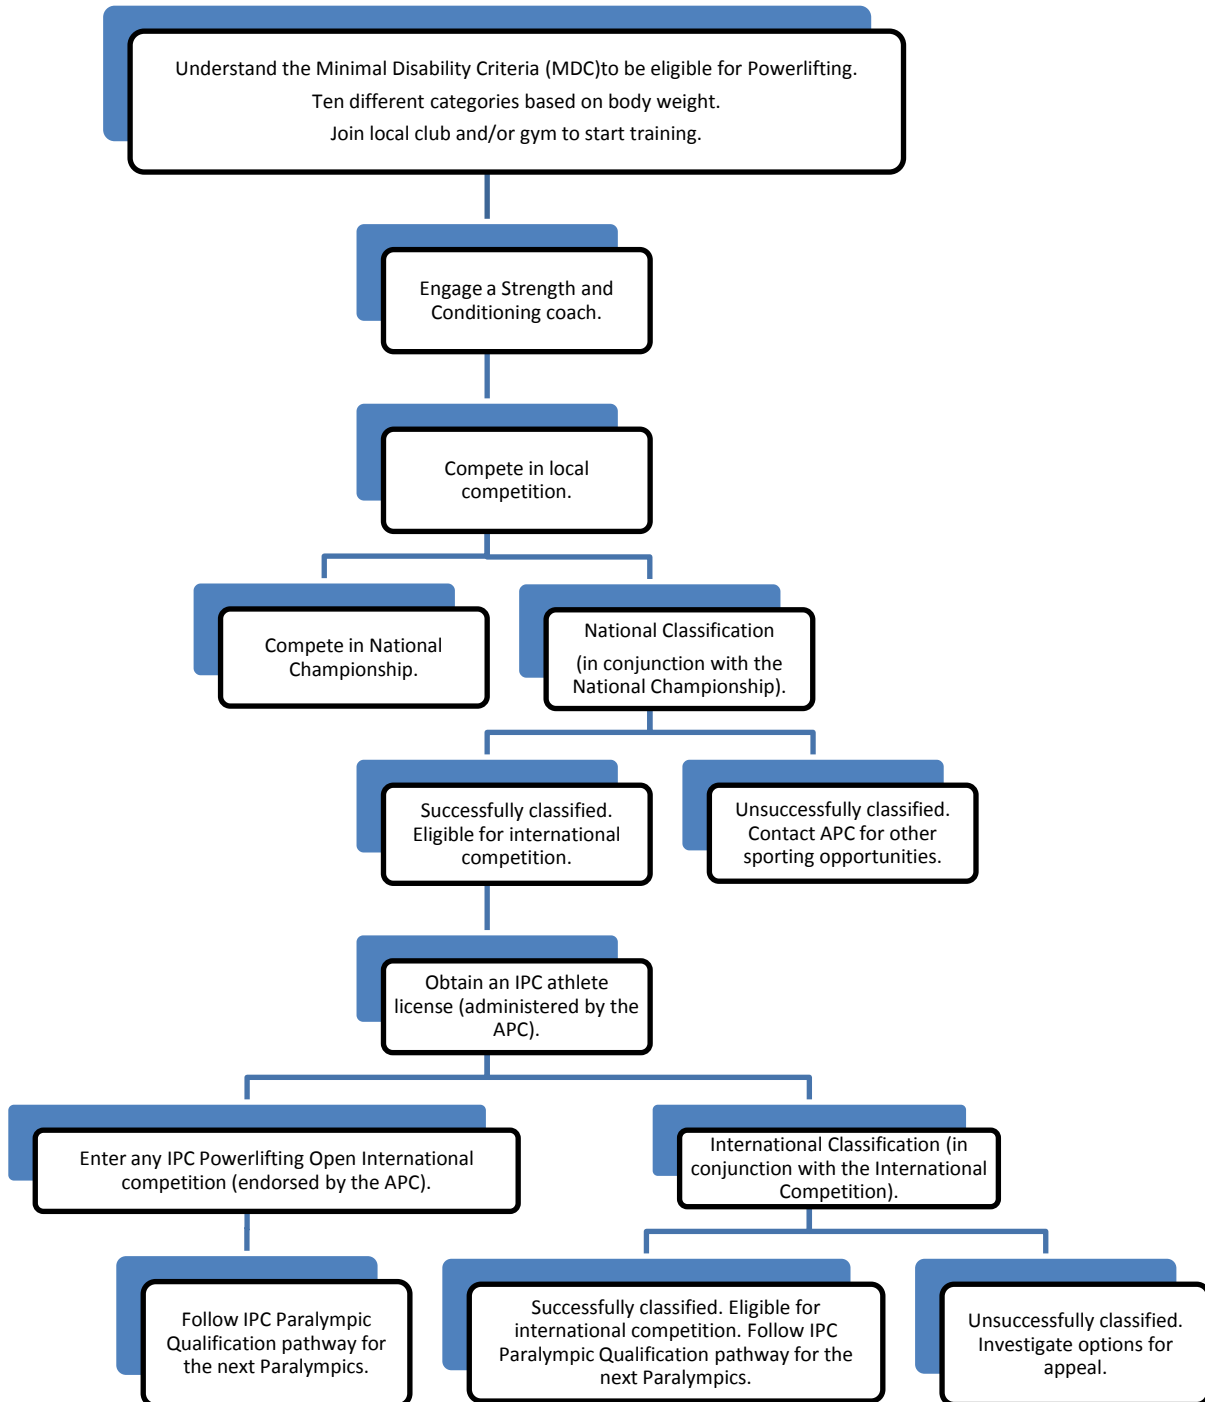 Understand the Minimal Disability Criteria (MDC)to be eligible for Powerlifting.
Ten different categories based on body weight.
Join local club and/or gym to start training.
Engage a Strength and
Conditioning coach.
Compete in local
competition.
Compete in National
Championship.
National Classification
(in conjunction with the
National Championship).
Successfully classified.
Eligible for international
competition.
Unsuccessfully classified.
Contact APC for other
sporting opportunities.
Obtain an IPC athlete
license (administered by the
APC).
Enter any IPC Powerlifting Open International
competition (endorsed by the APC).
International Classification (in
conjunction with the International
Competition).
Follow IPC Paralympic
Qualification pathway for
the next Paralympics.
Successfully classified. Eligible for
international competition. Follow IPC
Paralympic Qualification pathway for the
next Paralympics.
Unsuccessfully classified.
Investigate options for
appeal.